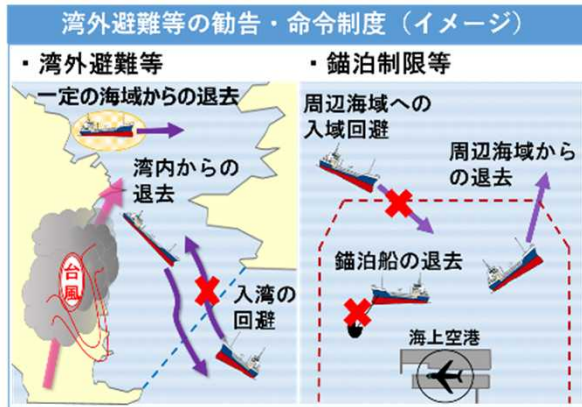 湾外避難等の勧告・命令制度（イメージ）
・湾外避難等
一定の海域からの退去
湾内からの
退去
台
風
入湾の
回避
・錨泊制限等
周辺海域への
入域回避
周辺海域から
の退去
錨泊船の退去
海上空港